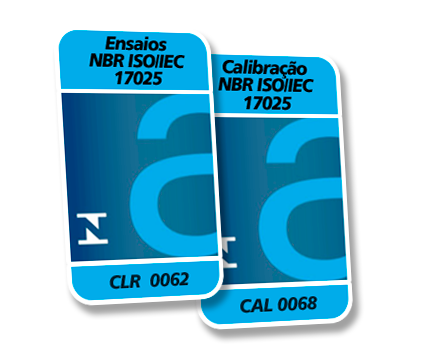 Ensaios
NBR ISO/IEC
17025
CLR 0062
Calibração
NBR ISO/IEC
17025
CAL 0068